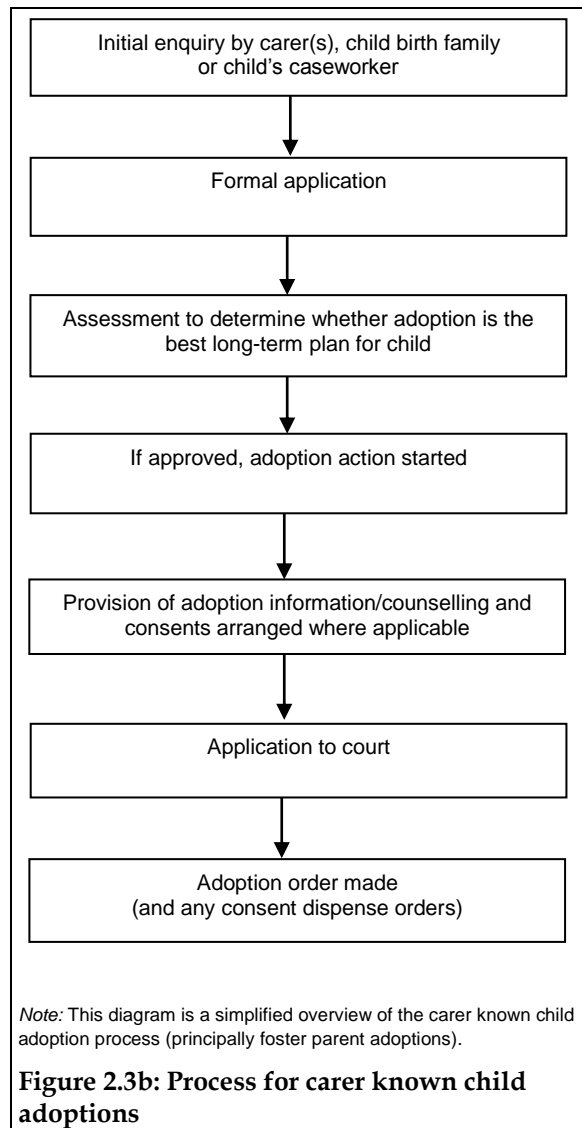 Initial enquiry by carer(s), child birth family
or child's caseworker
Formal application
Assessment to determine whether adoption is the
best long-term plan for child
If approved, adoption action started
Provision of adoption information/counselling and
consents arranged where applicable
Application to court
Adoption order made
(and any consent dispense orders)
Note: This diagram is a simplified overview of the carer known child
adoption process (principally foster parent adoptions).
Figure 2.3b: Process for carer known child
adoptions